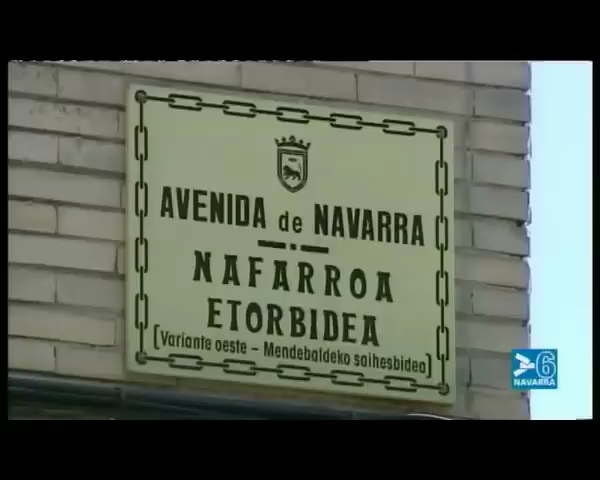 AVENIDA de NAVARRA
NAFARROA
ETORBIDEA
(Variante oeste - Mendebaldeko saihesbidea)
6
NAVARRA